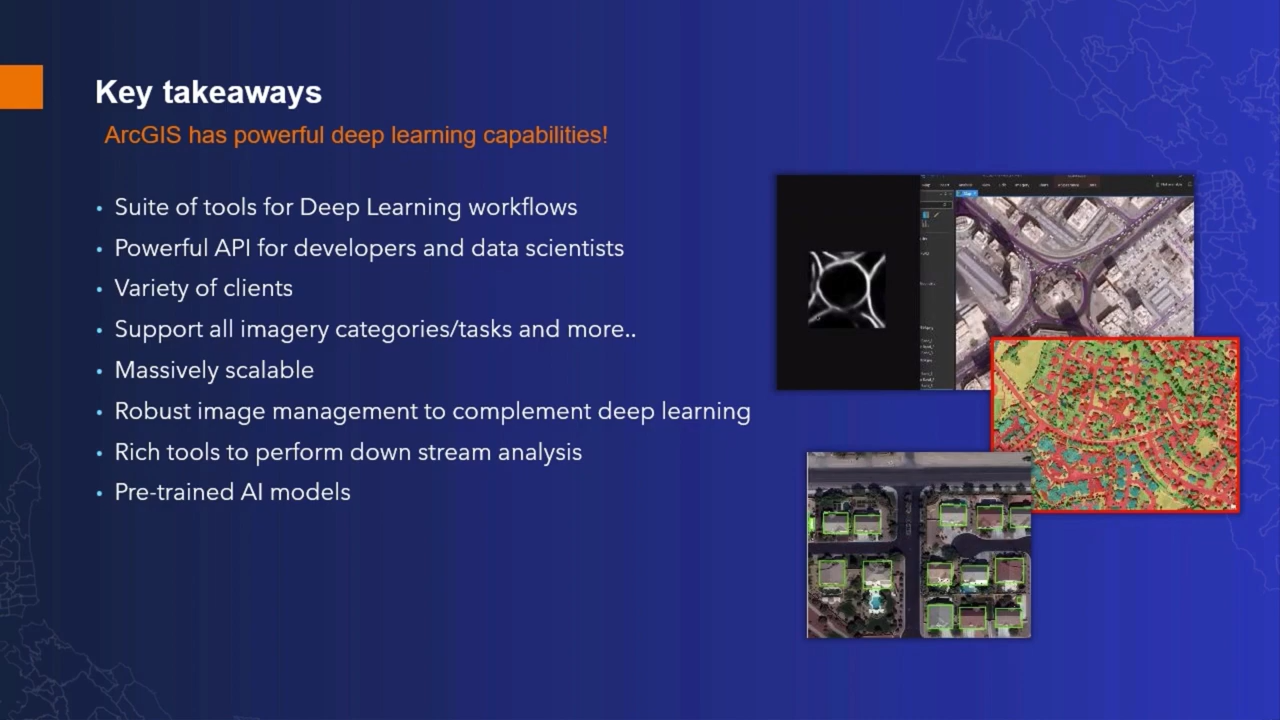 Key takeaways
ArcGIS has powerful deep learning capabilities!
• Suite of tools for Deep Learning workflows
• Powerful API for developers and data scientists
• Variety of clients
• Support all imagery categories/tasks and more..
• Massively scalable
• Robust image management to complement deep learning
• Rich tools to perform down stream analysis
• Pre-trained AI models